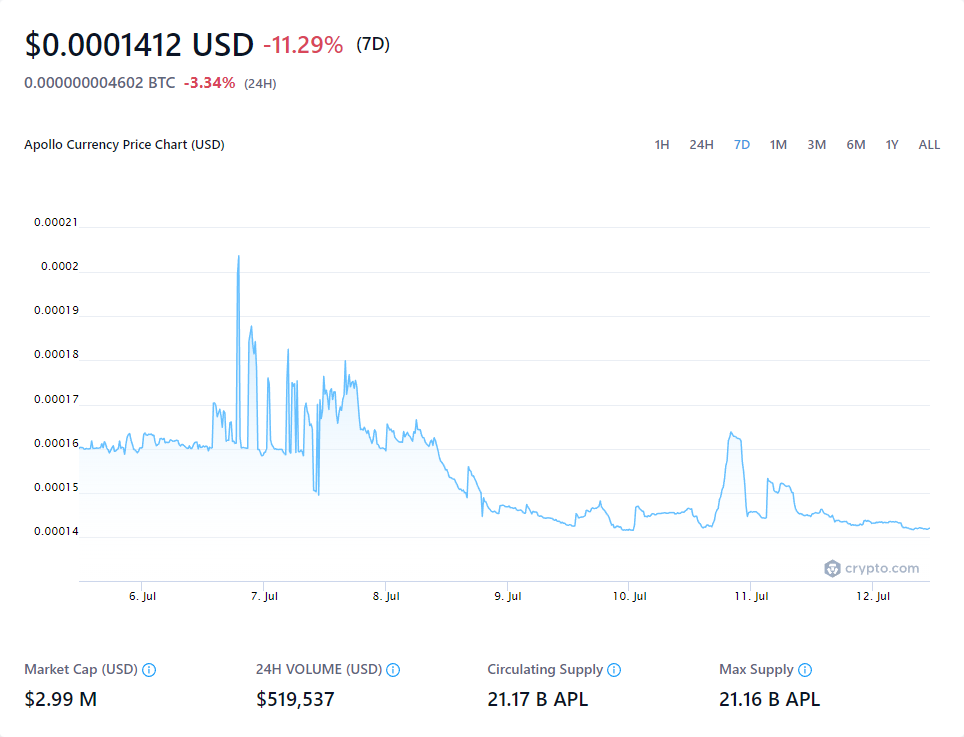 $0.0001412 USD -11.29% (7D)
0.000000004602 BTC -3.34% (24H)
Apollo Currency Price Chart (USD) 1H 24H 7D 1M 3M 6M 1Y ALL
0.00021
0.0002
0.00019
0.00018
0.00017
0.00016
0.00015
0.00014
crypto.com
6. Jul 7. Jul 8. Jul 9. Jul 10. Jul 11. Jul 12. Jul
Market Cap (USD) 24H VOLUME (USD) Circulating Supply Max Supply
$2.99 M $519,537 21.17 B APL 21.16 B APL